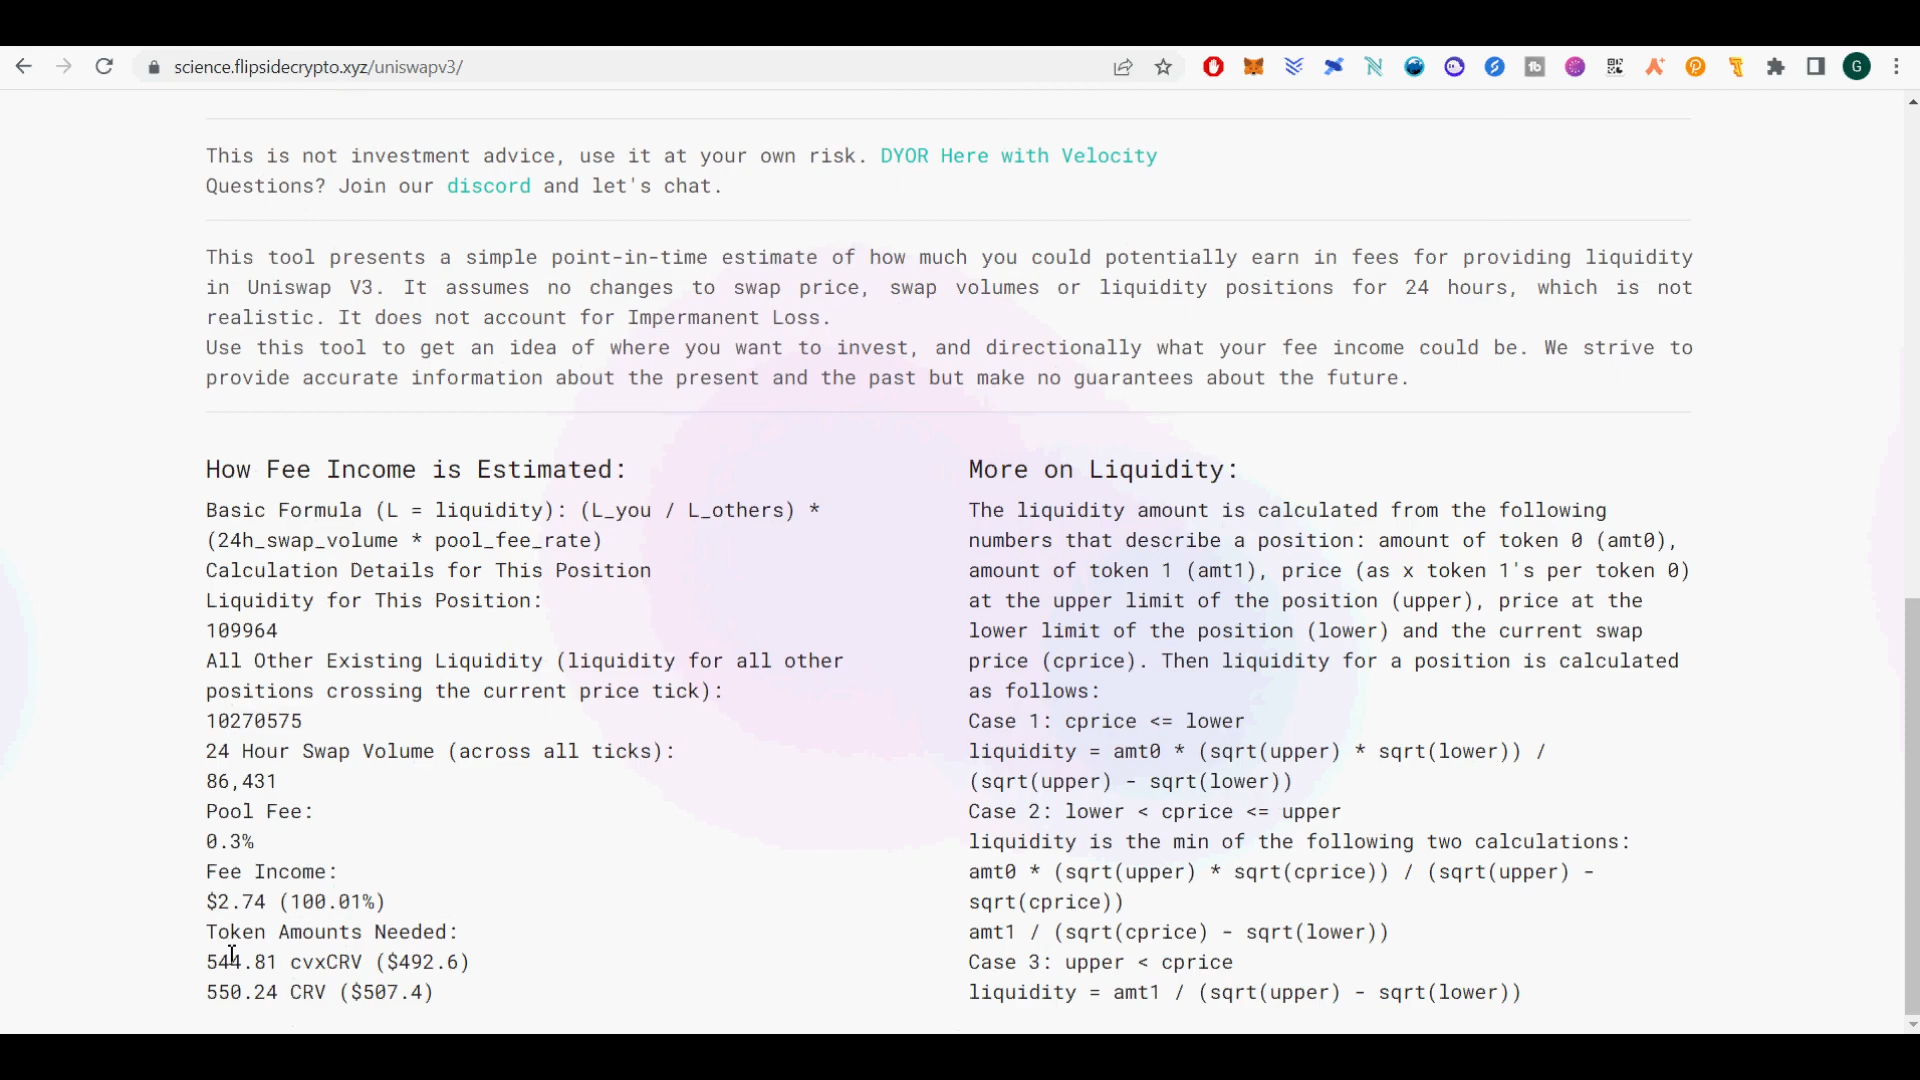 science.flipsidecrypto.xyz/uniswapv3/
tb
G
This is not investment advice, use it at your own risk. DYOR Here with Velocity
Questions? Join our discord and let's chat.
This tool presents a simple point-in-time estimate of how much you could potentially earn in fees for providing liquidity
in Uniswap V3. It assumes no changes to swap price, swap volumes or liquidity positions for 24 hours, which is not
realistic. It does not account for Impermanent Loss.
Use this tool to get an idea of where you want to invest, and directionally what your fee income could be. We strive to
provide accurate information about the present and the past but make no guarantees about the future.
How Fee Income is Estimated:
Basic Formula (L = liquidity): (L_you / L_others) *
(24h_swap_volume * pool_fee_rate)
Calculation Details for This Position
Liquidity for This Position:
109964
All Other Existing Liquidity (liquidity for all other
positions crossing the current price tick):
10270575
24 Hour Swap Volume (across all ticks):
86,431
Pool Fee:
0.3%
Fee Income:
$2.74 (100.01%)
Token Amounts Needed:
544.81 cvxCRV ($492.6)
550.24 CRV ($507.4)
More on Liquidity:
The liquidity amount is calculated from the following
numbers that describe a position: amount of token 0 (amt0),
amount of token 1 (amt1), price (as x token 1's per token 0)
at the upper limit of the position (upper), price at the
lower limit of the position (lower) and the current swap
price (cprice). Then liquidity for a position is calculated
as follows:
Case 1: cprice <= lower
liquidity = amt0 * (sqrt(upper) * sqrt(lower)) /
(sqrt(upper) - sqrt(lower))
Case 2: lower < cprice <= upper
liquidity is the min of the following two calculations:
amt0 * (sqrt(upper) * sqrt(cprice)) / (sqrt(upper) -
sqrt(cprice))
amt1 / (sqrt(cprice) - sqrt(lower))
Case 3: upper < cprice
liquidity = amt1 / (sqrt(upper) - sqrt(lower))